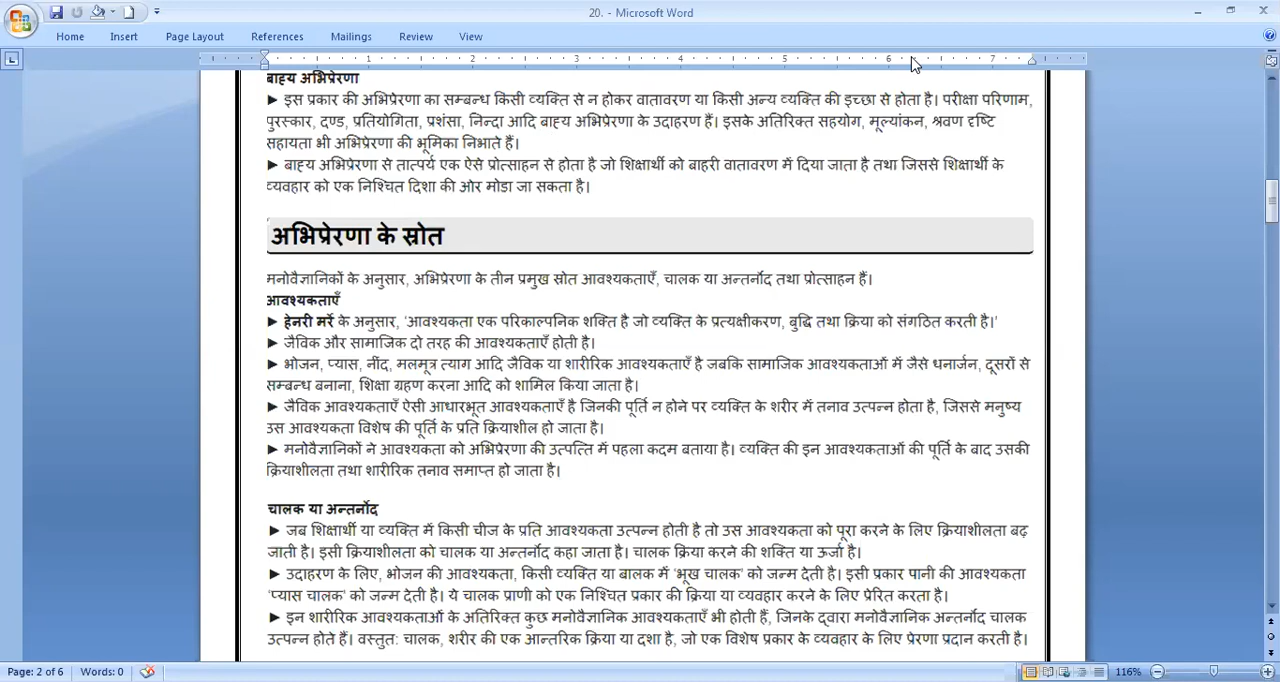 20. - Microsoft Word
Home Insert Page Layout References Mailings Review View
1 2 3 4 5 6 7
बाह्य अभिप्रेरणा
► इस प्रकार की अभिप्रेरणा का सम्बन्ध किसी व्यक्ति से न होकर वातावरण या किसी अन्य व्यक्ति की इच्छा से होता है। परीक्षा परिणाम,
पुरस्कार, दण्ड, प्रतियोगिता, प्रशंसा, निन्दा आदि बाह्य अभिप्रेरणा के उदाहरण हैं। इसके अतिरिक्त सहयोग, मूल्यांकन, श्रवण दृष्टि
सहायता भी अभिप्रेरणा की भूमिका निभाते हैं।
► बाह्य अभिप्रेरणा से तात्पर्य एक ऐसे प्रोत्साहन से होता है जो शिक्षार्थी को बाहरी वातावरण में दिया जाता है तथा जिससे शिक्षार्थी के
व्यवहार को एक निश्चित दिशा की ओर मोडा जा सकता है।
अभिप्रेरणा के स्रोत
मनोवैज्ञानिकों के अनुसार, अभिप्रेरणा के तीन प्रमुख स्रोत आवश्यकताएँ, चालक या अन्तर्नोद तथा प्रोत्साहन हैं।
आवश्यकताएँ
► हेनरी मर्रे के अनुसार, ‘आवश्यकता एक परिकाल्पनिक शक्ति है जो व्यक्ति के प्रत्यक्षीकरण, बुद्धि तथा क्रिया को संगठित करती है।’
► जैविक और सामाजिक दो तरह की आवश्यकताएँ होती है।
► भोजन, प्यास, नींद, मलमूत्र त्याग आदि जैविक या शारीरिक आवश्यकताएँ है जबकि सामाजिक आवश्यकताओं में जैसे धनार्जन, दूसरों से
सम्बन्ध बनाना, शिक्षा ग्रहण करना आदि को शामिल किया जाता है।
► जैविक आवश्यकताएँ ऐसी आधारभूत आवश्यकताएँ है जिनकी पूर्ति न होने पर व्यक्ति के शरीर में तनाव उत्पन्न होता है, जिससे मनुष्य
उस आवश्यकता विशेष की पूर्ति के प्रति क्रियाशील हो जाता है।
► मनोवैज्ञानिकों ने आवश्यकता को अभिप्रेरणा की उत्पत्ति में पहला कदम बताया है। व्यक्ति की इन आवश्यकताओं की पूर्ति के बाद उसकी
क्रियाशीलता तथा शारीरिक तनाव समाप्त हो जाता है।
चालक या अन्तर्नोद
► जब शिक्षार्थी या व्यक्ति में किसी चीज के प्रति आवश्यकता उत्पन्न होती है तो उस आवश्यकता को पूरा करने के लिए क्रियाशीलता बढ़
जाती है। इसी क्रियाशीलता को चालक या अन्तर्नोद कहा जाता है। चालक क्रिया करने की शक्ति या ऊर्जा है।
► उदाहरण के लिए, भोजन की आवश्यकता, किसी व्यक्ति या बालक में ‘भूख चालक’ को जन्म देती है। इसी प्रकार पानी की आवश्यकता
‘प्यास चालक’ को जन्म देती है। ये चालक प्राणी को एक निश्चित प्रकार की क्रिया या व्यवहार करने के लिए प्रेरित करता है।
► इन शारीरिक आवश्यकताओं के अतिरिक्त कुछ मनोवैज्ञानिक आवश्यकताएँ भी होती हैं, जिनके द्वारा मनोवैज्ञानिक अन्तर्नोद चालक
उत्पन्न होते हैं। वस्तुत: चालक, शरीर की एक आन्तरिक क्रिया या दशा है, जो एक विशेष प्रकार के व्यवहार के लिए प्रेरणा प्रदान करती है।
Page: 2 of 6 Words: 0 116%